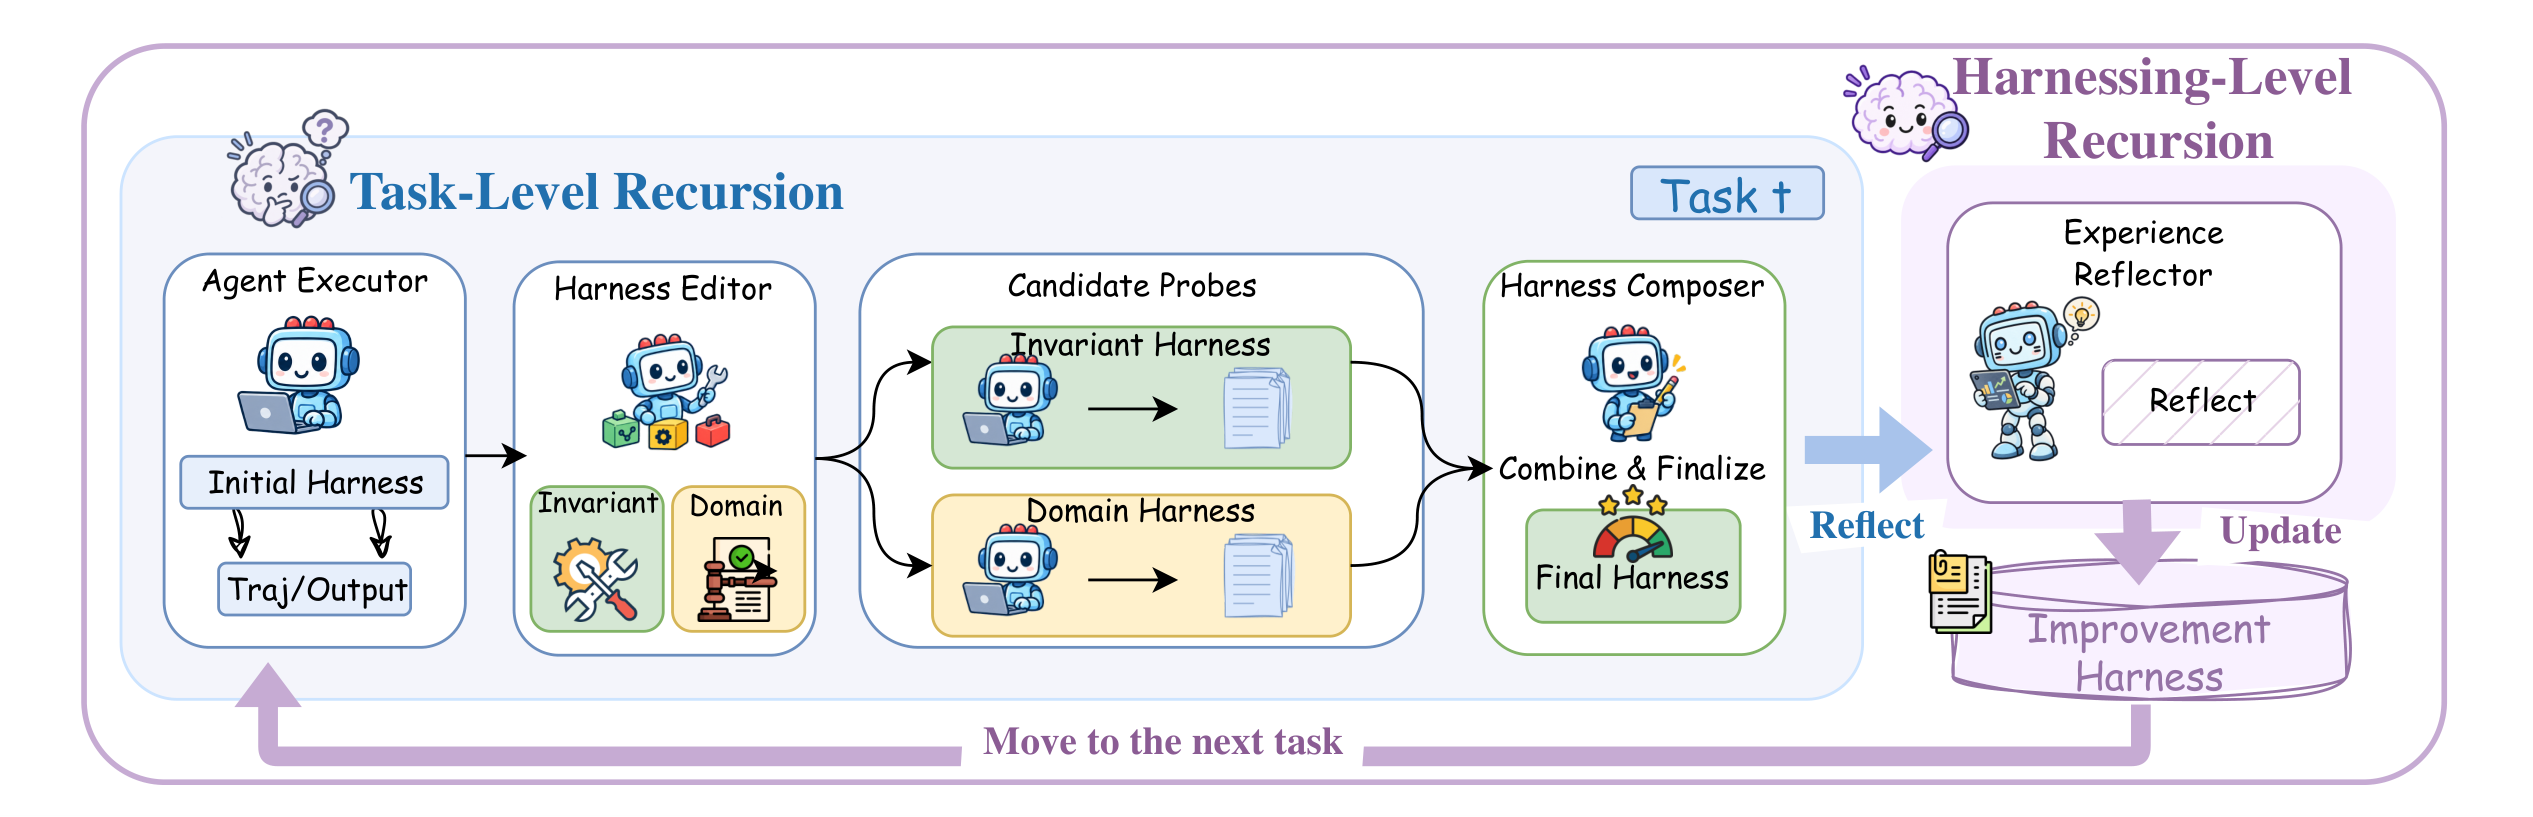 Harnessing-Level
Recursion
?
Task-Level Recursion
Task t
Agent Executor
Initial Harness
Traj/Output
Harness Editor
Invariant
Domain
Candidate Probes
Invariant Harness
Domain Harness
Harness Composer
Combine & Finalize
Final Harness
Reflect
Experience
Reflector
Reflect
Update
Improvement
Harness
Move to the next task